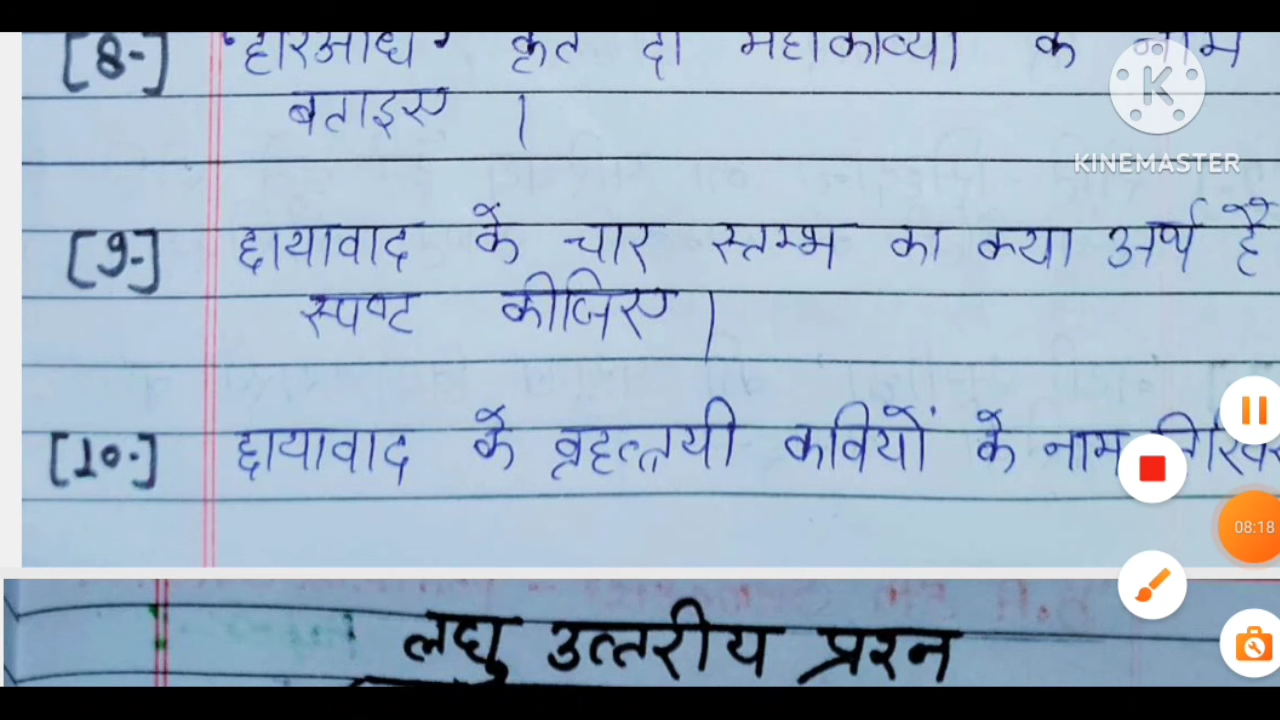 [8-] 'हरिऔध' कृत दो महाकाव्यों के नाम
बताइए ।
KINEMASTER
[9-] छायावाद के चार स्तम्भ का क्या अर्थ है
स्पष्ट कीजिए ।
[10-] छायावाद के वृहत्त्रयी कवियों के नाम
08:18
लघु उत्तरीय प्रश्न